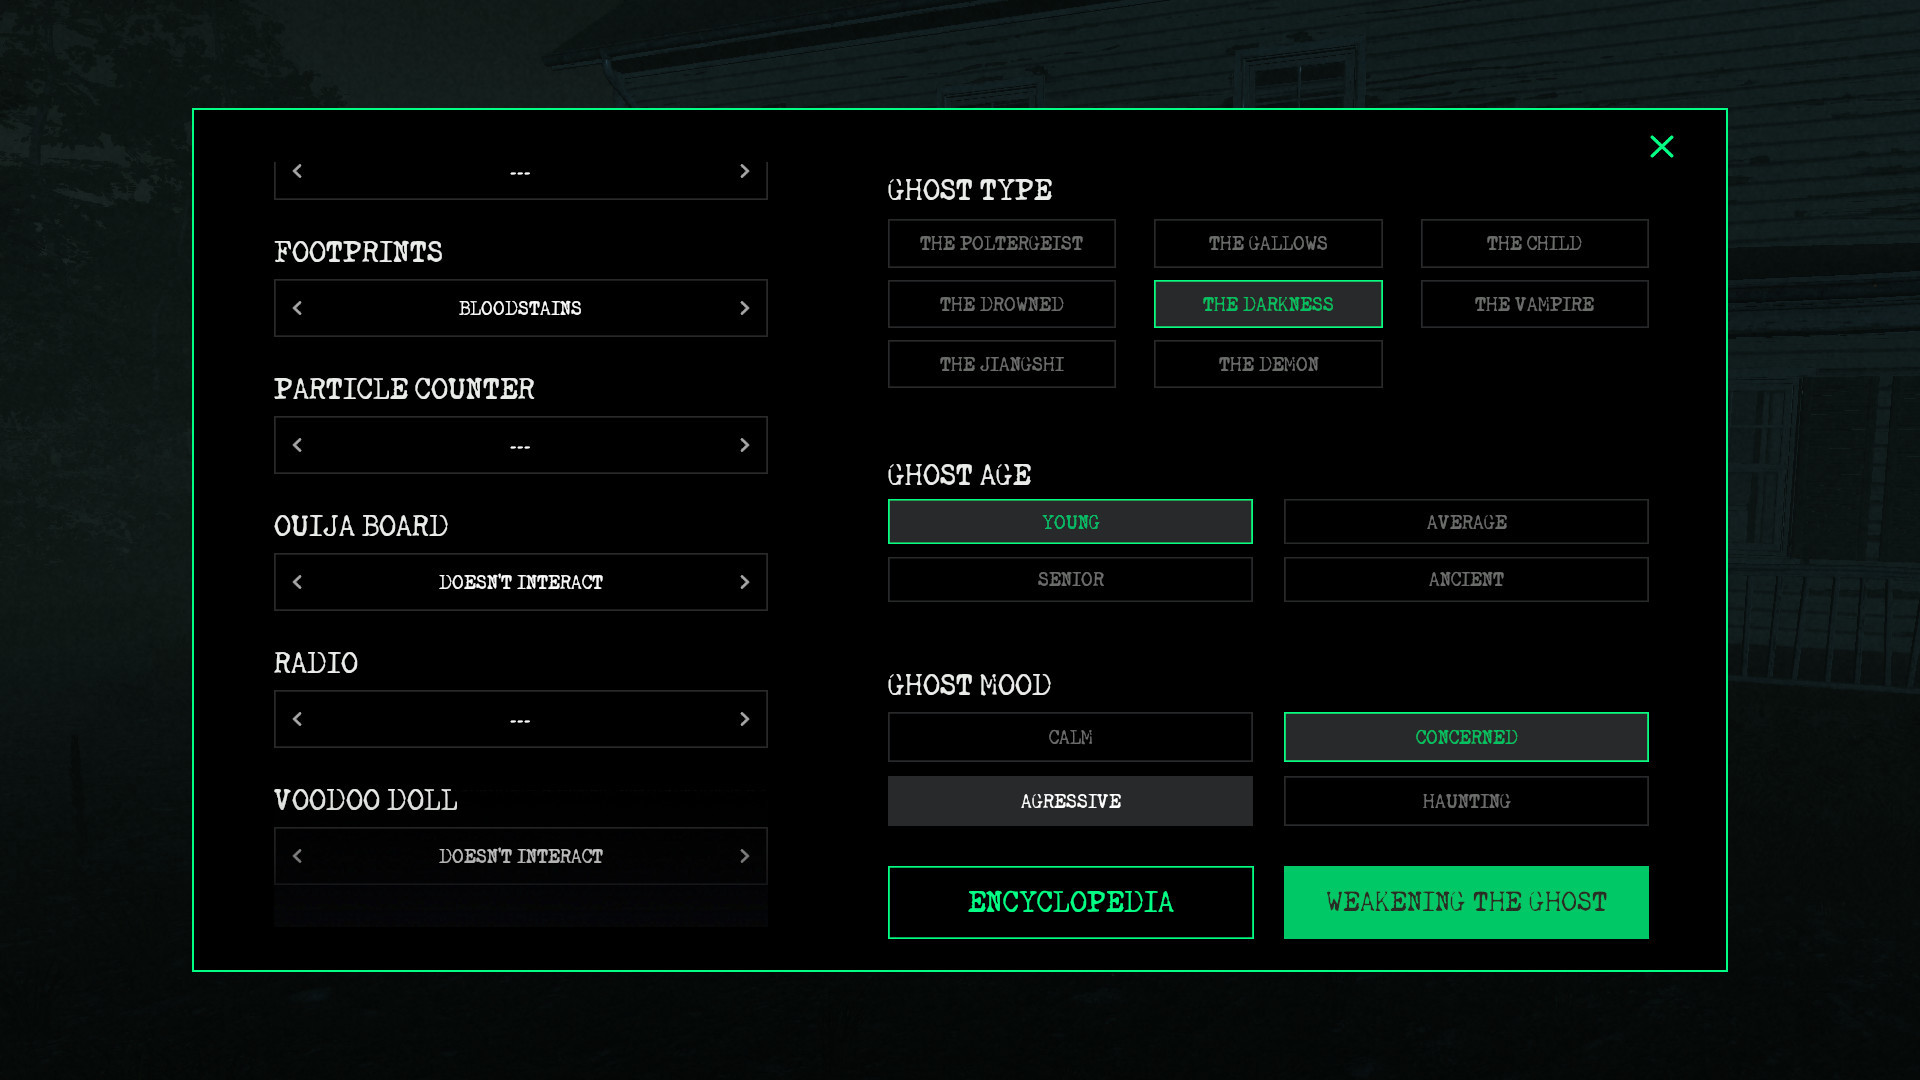 ---
FOOTPRINTS
BLOODSTAINS
PARTICLE COUNTER
---
OUIJA BOARD
DOESN'T INTERACT
RADIO
---
VOODOO DOLL
DOESN'T INTERACT
GHOST TYPE
THE POLTERGEIST THE GALLOWS THE CHILD
THE DROWNED THE DARKNESS THE VAMPIRE
THE JIANGSHI THE DEMON
GHOST AGE
YOUNG AVERAGE
SENIOR ANCIENT
GHOST MOOD
CALM CONCERNED
AGRESSIVE HAUNTING
ENCYCLOPEDIA WEAKENING THE GHOST